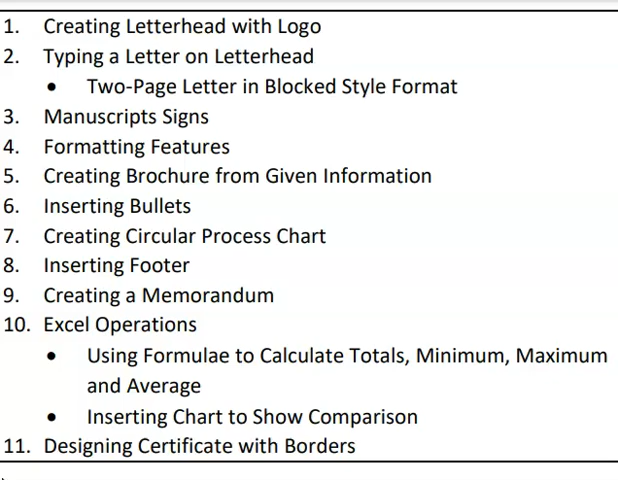 1. Creating Letterhead with Logo
2. Typing a Letter on Letterhead
• Two-Page Letter in Blocked Style Format
3. Manuscripts Signs
4. Formatting Features
5. Creating Brochure from Given Information
6. Inserting Bullets
7. Creating Circular Process Chart
8. Inserting Footer
9. Creating a Memorandum
10. Excel Operations
• Using Formulae to Calculate Totals, Minimum, Maximum
and Average
• Inserting Chart to Show Comparison
11. Designing Certificate with Borders